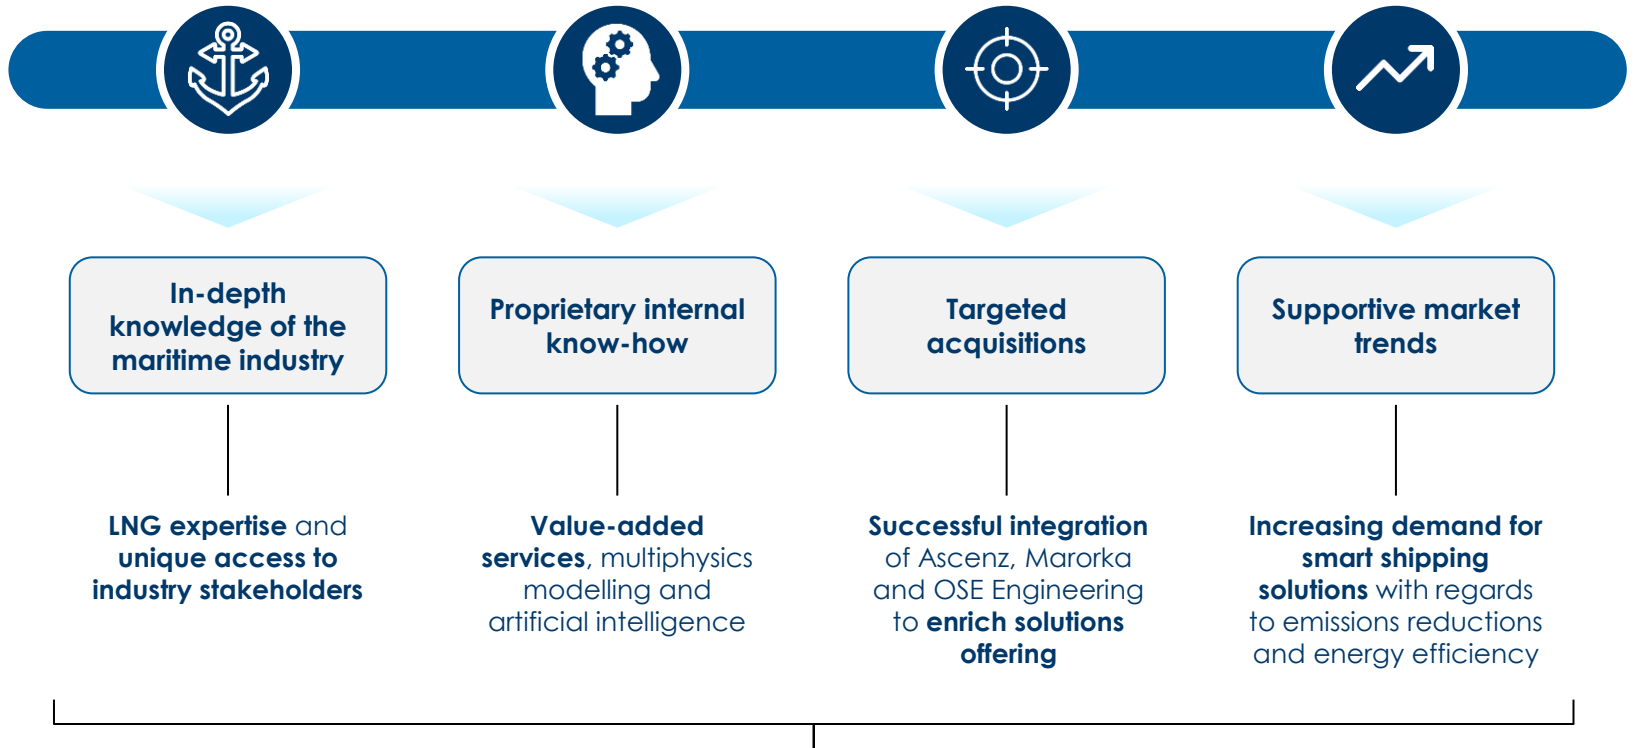 In-depth
knowledge of the
maritime industry
Proprietary internal
know-how
Targeted
acquisitions
Supportive market
trends
LNG expertise and
unique access to
industry stakeholders
Value-added
services, multiphysics
modelling and
artificial intelligence
Successful integration
of Ascenz, Marorka
and OSE Engineering
to enrich solutions
offering
Increasing demand for
smart shipping
solutions with regards
to emissions reductions
and energy efficiency